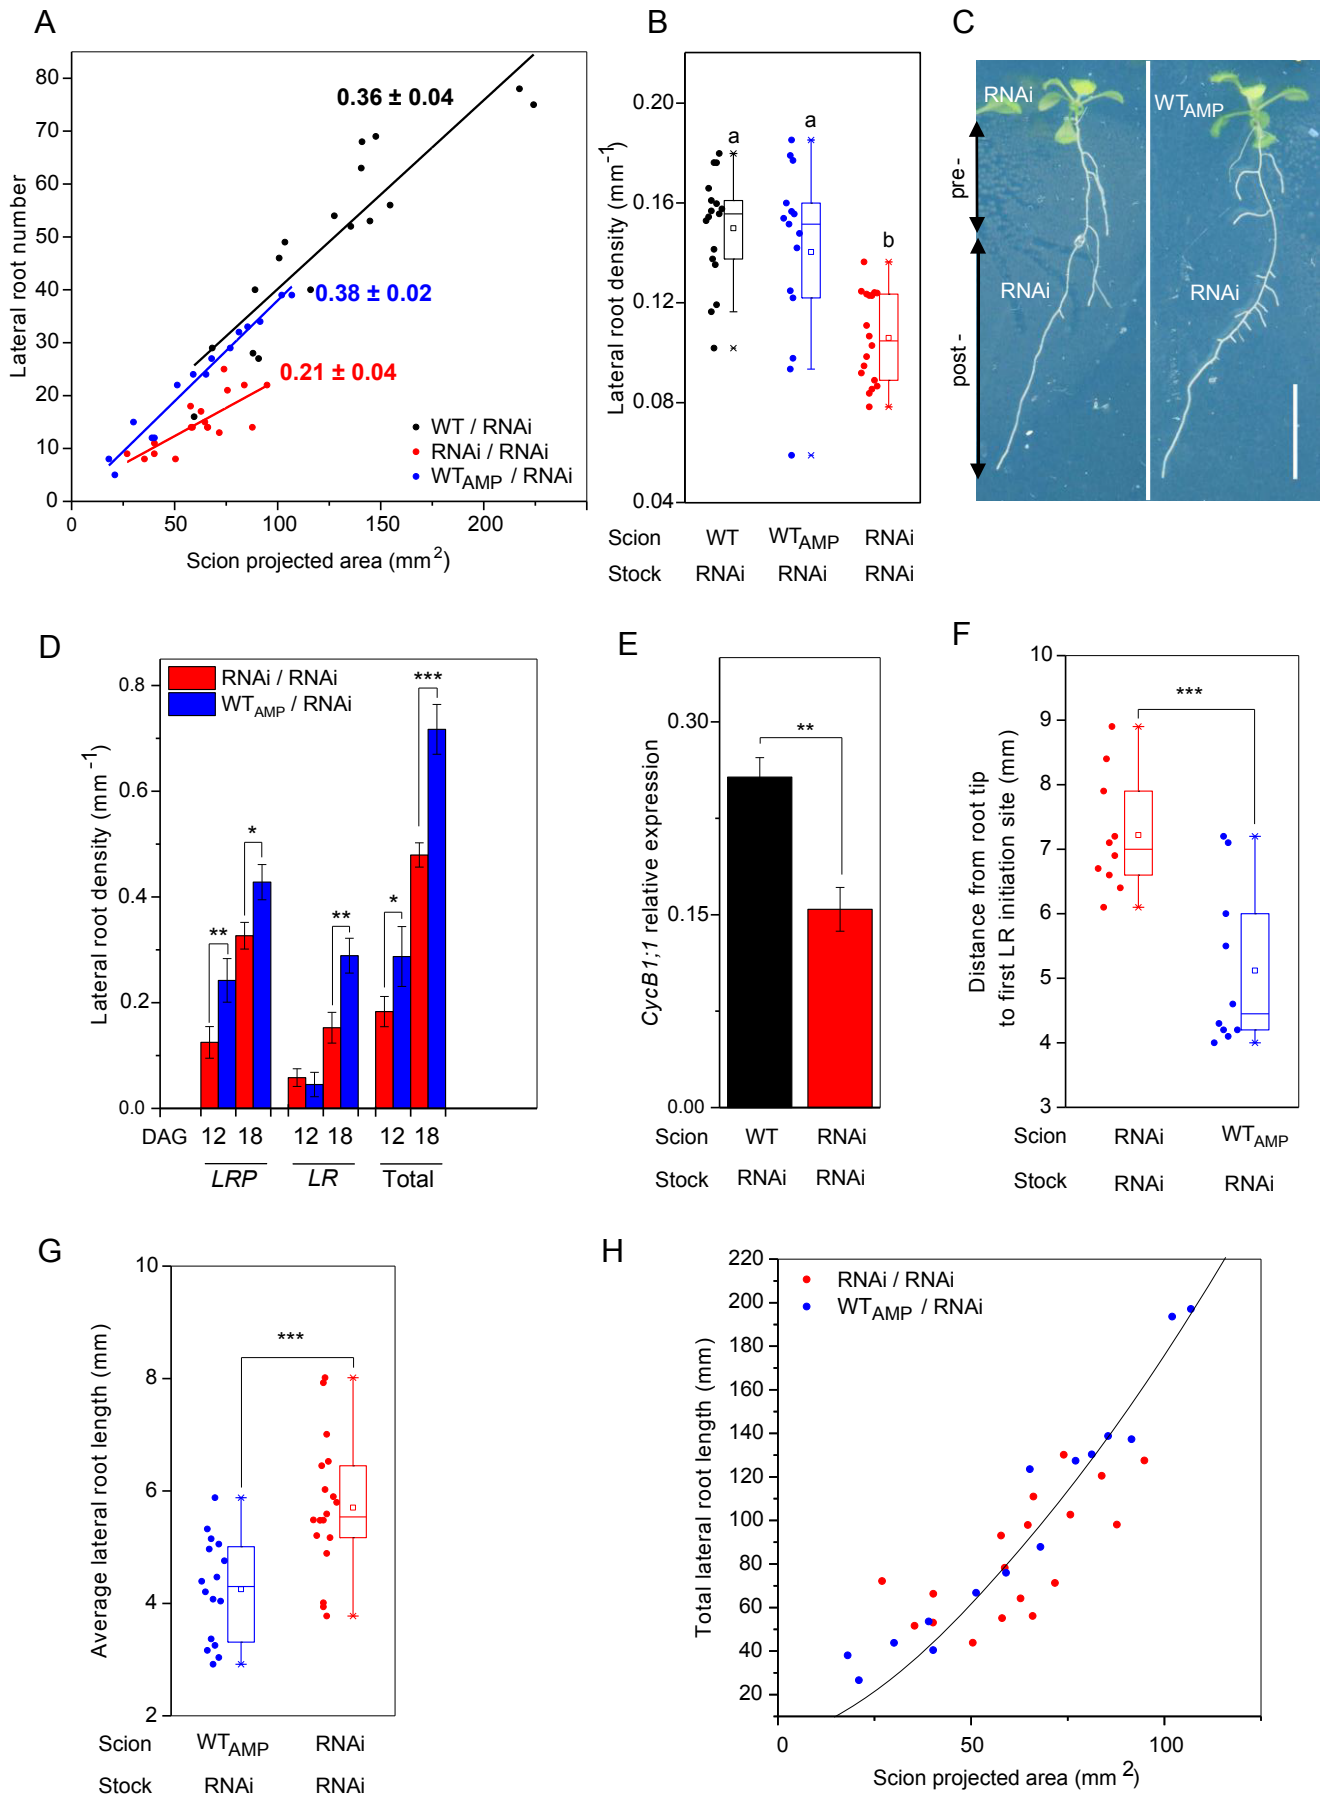 A
80
70
60
50
40
30
20
10
0
Lateral root number
0.36 ± 0.04
0.38 ± 0.02
0.21 ± 0.04
WT / RNAi
RNAi / RNAi
WTAMP / RNAi
0 50 100 150 200
Scion projected area (mm2)
B
0.20
0.16
0.12
0.08
0.04
Lateral root density (mm-1)
a a b
Scion WT WTAMP RNAi
Stock RNAi RNAi RNAi
C
RNAi WTAMP
pre-
post-
RNAi RNAi
D
RNAi / RNAi
WTAMP / RNAi
0.8
0.6
0.4
0.2
0.0
Lateral root density (mm-1)
** * ** * ***
DAG 12 18 12 18 12 18
LRP LR Total
E
0.30
0.15
0.00
CycB1;1 relative expression
**
Scion WT RNAi
Stock RNAi RNAi
F
10
9
8
7
6
5
4
3
Distance from root tip
to first LR initiation site (mm)
***
Scion RNAi WTAMP
Stock RNAi RNAi
G
10
8
6
4
2
Average lateral root length (mm)
***
Scion WTAMP RNAi
Stock RNAi RNAi
H
220
200
180
160
140
120
100
80
60
40
20
Total lateral root length (mm)
RNAi / RNAi
WTAMP / RNAi
0 50 100
Scion projected area (mm2)